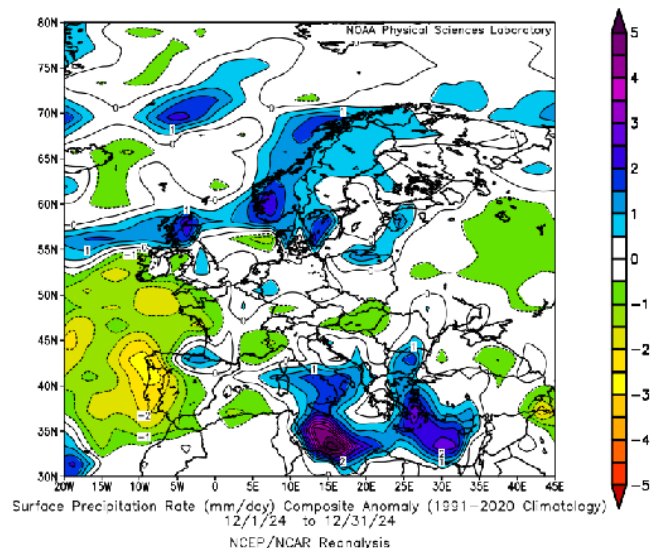 NOAA Physical Sciences Laboratory
80N
75N
70N
65N
60N
55N
50N
45N
40N
35N
30N
20W 15W 10W 5W 0 5E 10E 15E 20E 25E 30E 35E 40E 45E
5
4
3
2
1
0
-1
-2
-3
-4
-5
Surface Precipitation Rate (mm/day) Composite Anomaly (1991-2020 Climatology)
12/1/24 to 12/31/24
NCEP/NCAR Reanalysis